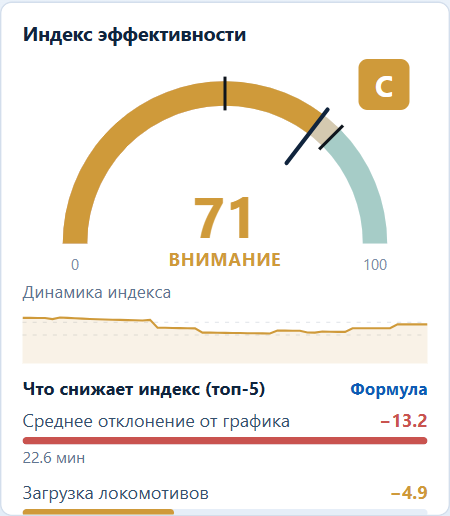 Индекс эффективности
C
71
ВНИМАНИЕ
0
100
Динамика индекса
Что снижает индекс (топ-5) Формула
Среднее отклонение от графика −13.2
22.6 мин
Загрузка локомотивов −4.9